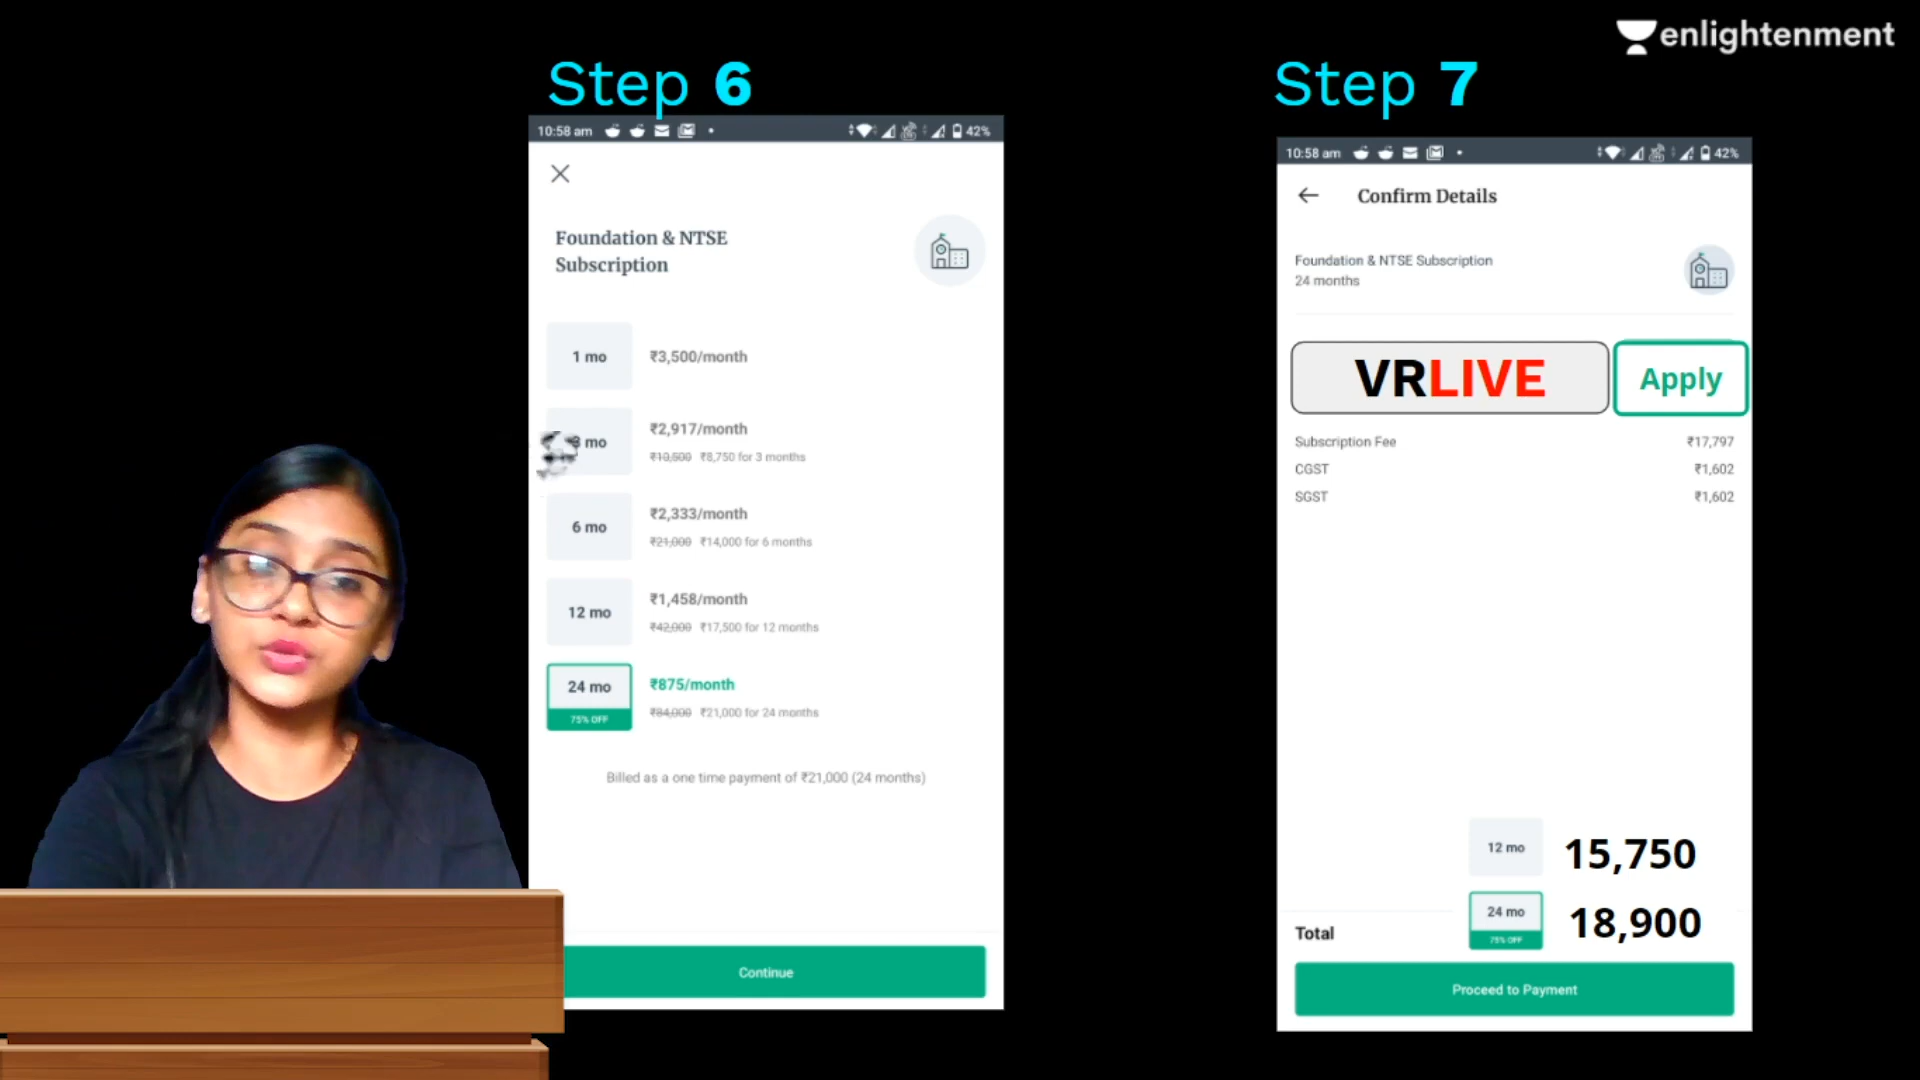 enlightenment
Step 6
10:58 am
42%
Foundation & NTSE
Subscription
1 mo
₹3,500/month
3 mo
₹2,917/month
₹10,500 ₹8,750 for 3 months
6 mo
₹2,333/month
₹21,000 ₹14,000 for 6 months
12 mo
₹1,458/month
₹42,000 ₹17,500 for 12 months
24 mo
75% OFF
₹875/month
₹84,000 ₹21,000 for 24 months
Billed as a one time payment of ₹21,000 (24 months)
Continue
Step 7
10:58 am
42%
Confirm Details
Foundation & NTSE Subscription
24 months
VRLIVE
Apply
Subscription Fee ₹17,797
CGST ₹1,602
SGST ₹1,602
12 mo 15,750
24 mo 18,900
75% OFF
Total
Proceed to Payment